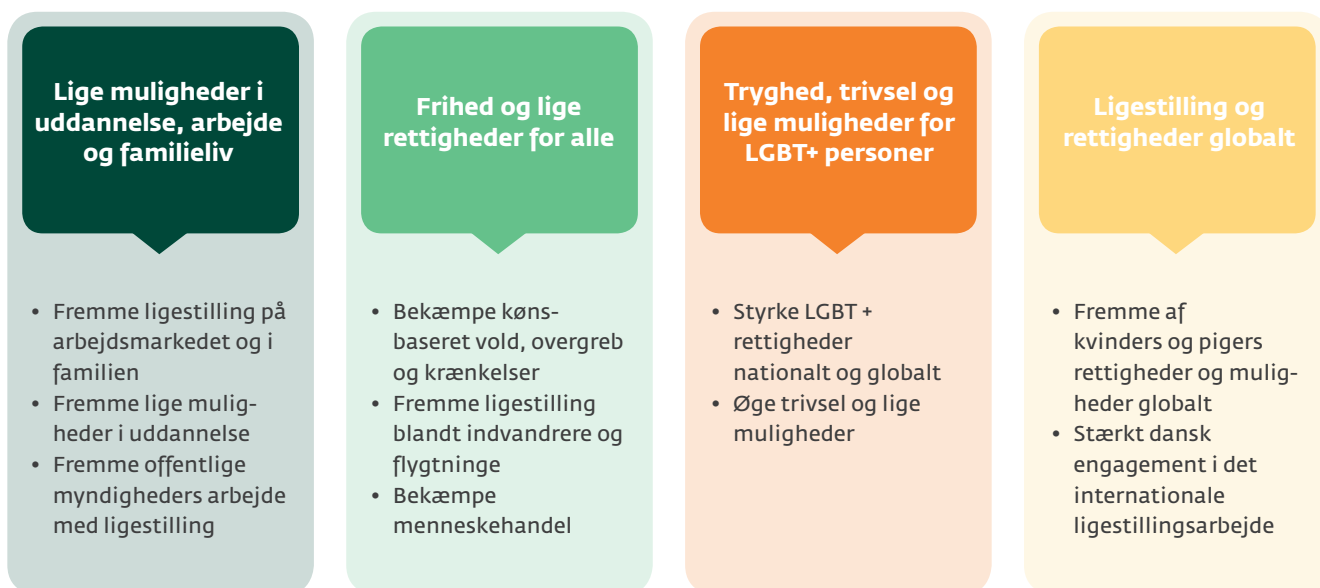 Lige muligheder i
uddannelse, arbejde
og familieliv
• Fremme ligestilling på
arbejdsmarkedet og i
familien
• Fremme lige mulig-
heder i uddannelse
• Fremme offentlige
myndigheders arbejde
med ligestilling
Frihed og lige
rettigheder for alle
• Bekæmpe køns-
baseret vold, overgreb
og krænkelser
• Fremme ligestilling
blandt indvandrere og
flygtninge
• Bekæmpe
menneskehandel
Tryghed, trivsel og
lige muligheder for
LGBT+ personer
• Styrke LGBT +
rettigheder
nationalt og globalt
• Øge trivsel og lige
muligheder
Ligestilling og
rettigheder globalt
• Fremme af
kvinders og pigers
rettigheder og mulig-
heder globalt
• Stærkt dansk
engagement i det
internationale
ligestillingsarbejde